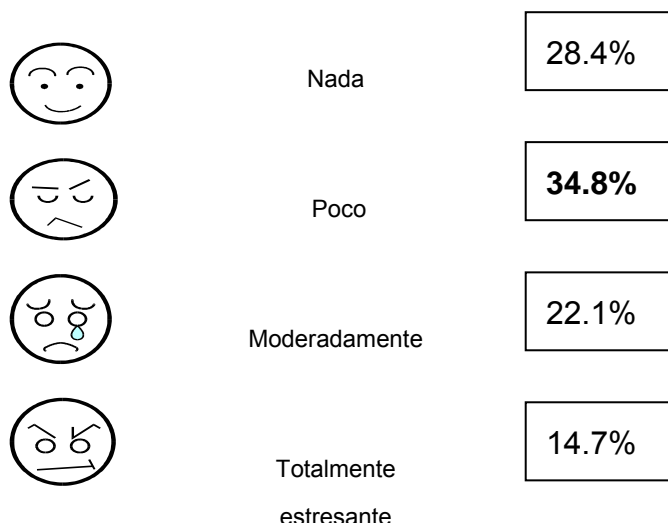 Nada 28.4%
Poco 34.8%
Moderadamente 22.1%
Totalmente 14.7%
estresante